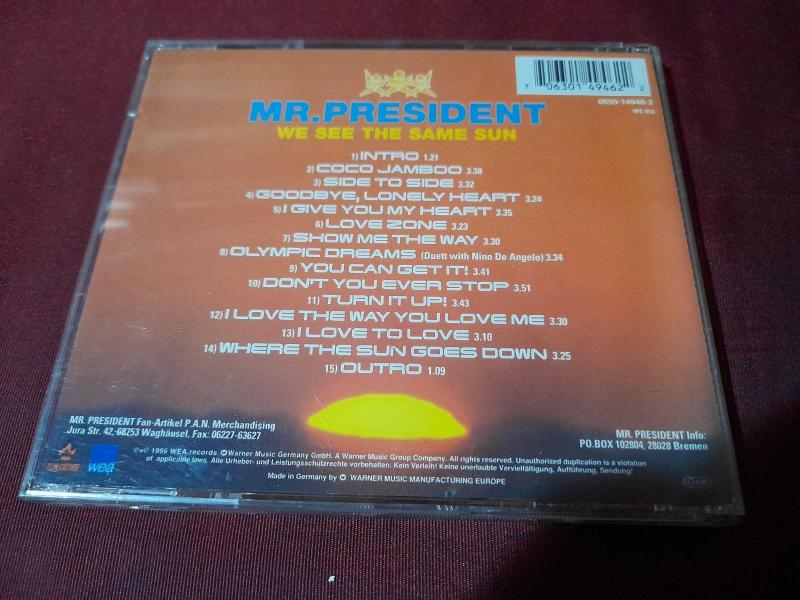 7 06301 49462 2
0630-14946-2
WE 833
MR.PRESIDENT
WE SEE THE SAME SUN
1) INTRO 1.21
2) COCO JAMBOO 3.38
3) SIDE TO SIDE 3.32
4) GOODBYE, LONELY HEART 3.24
5) I GIVE YOU MY HEART 3.35
6) LOVE ZONE 3.23
7) SHOW ME THE WAY 3.30
8) OLYMPIC DREAMS (Duett with Nino De Angelo) 3.34
9) YOU CAN GET IT! 3.41
10) DON'T YOU EVER STOP 3.51
11) TURN IT UP! 3.43
12) I LOVE THE WAY YOU LOVE ME 3.30
13) I LOVE TO LOVE 3.10
14) WHERE THE SUN GOES DOWN 3.25
15) OUTRO 1.09
MR. PRESIDENT Fan-Artikel P.A.N. Merchandising
Jura Str. 42, 68753 Waghäusel, Fax: 06227-63627
MR. PRESIDENT Info:
PO.BOX 102804, 28028 Bremen
wea
℗+© 1996 WEA records Warner Music Germany GmbH. A Warner Music Group Company. All rights reserved. Unauthorized duplication is a violation
of applicable laws. Alle Urheber- und Leistungsschutzrechte vorbehalten. Kein Verleih! Keine unerlaubte Vervielfältigung, Aufführung, Sendung!
Made in Germany by WARNER MUSIC MANUFACTURING EUROPE